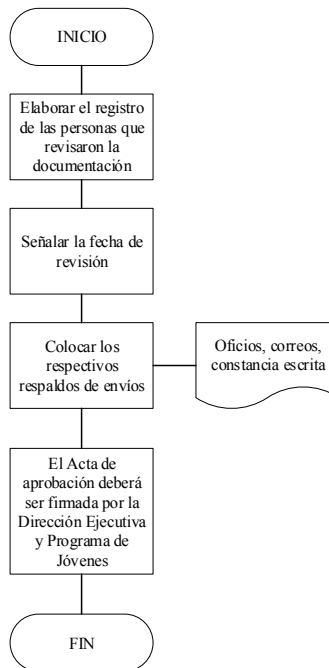 INICIO
Elaborar el registro
de las personas que
revisaron la
documentación
Señalar la fecha de
revisión
Colocar los
respectivos
respaldos de envíos
Oficios, correos,
constancia escrita
El Acta de
aprobación deberá
ser firmada por la
Dirección Ejecutiva
y Programa de
Jóvenes
FIN